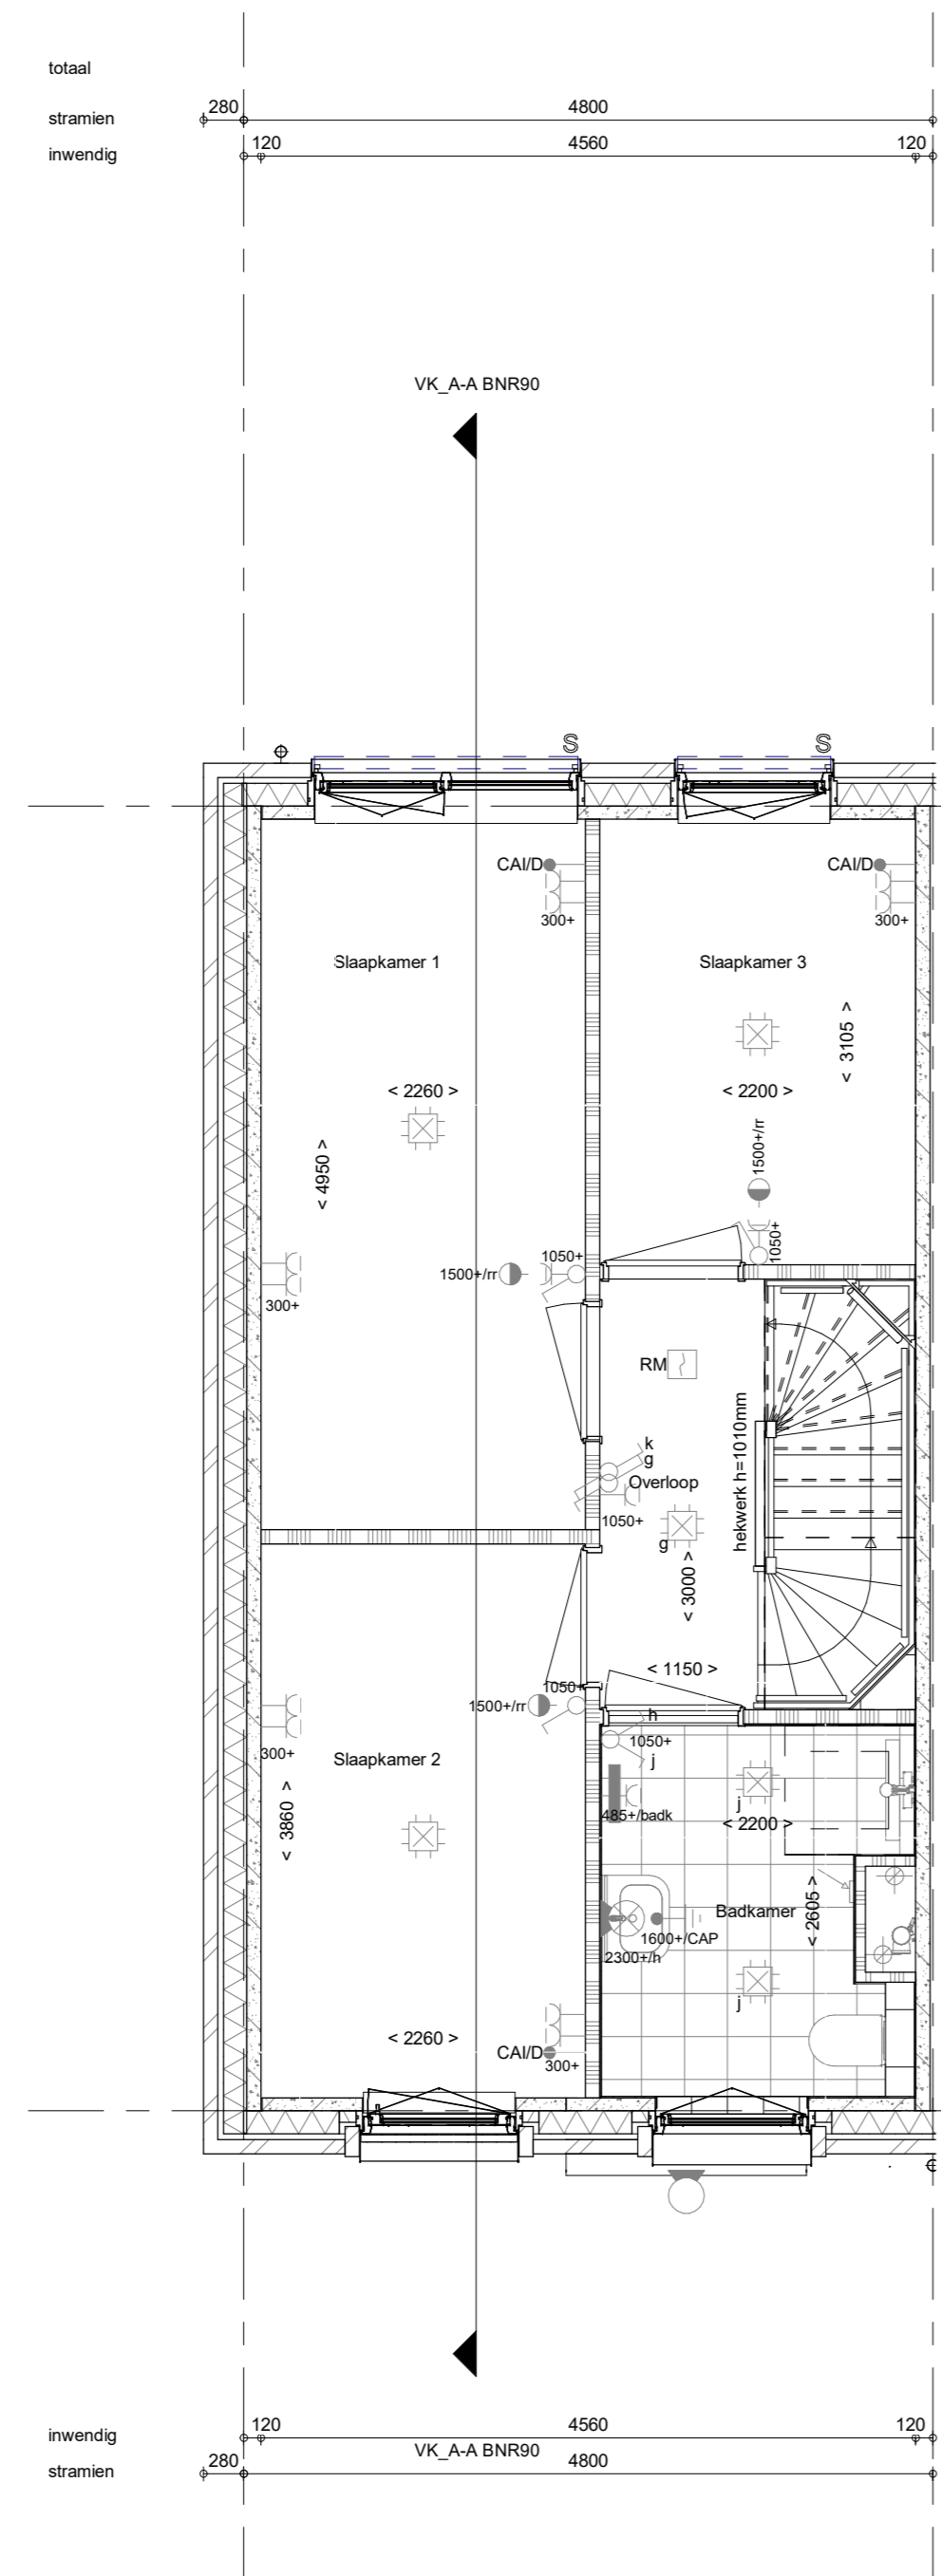 totaal
280 4800
stramien
120 4560 120
inwendig
VK_A-A BNR90
S S
CAI/D CAI/D
300+ 300+
Slaapkamer 1 Slaapkamer 3
< 3105 >
< 2260 > < 2200 >
1500+/rr
< 4950 >
1050+
1050+
1500+/rr
300+
RM
hekwerk h=1010mm
k
g
Overloop
1050+
g
< 3000 >
< 1150 >
1050+
1500+/rr
h
1050+
300+
Slaapkamer 2
j
j
485+/badk
< 2200 >
< 3860 >
< 2605 >
Badkamer
1600+/CAP
2300+/h
j
< 2260 >
CAI/D
300+
120 4560 120
inwendig
VK_A-A BNR90
280 4800
stramien